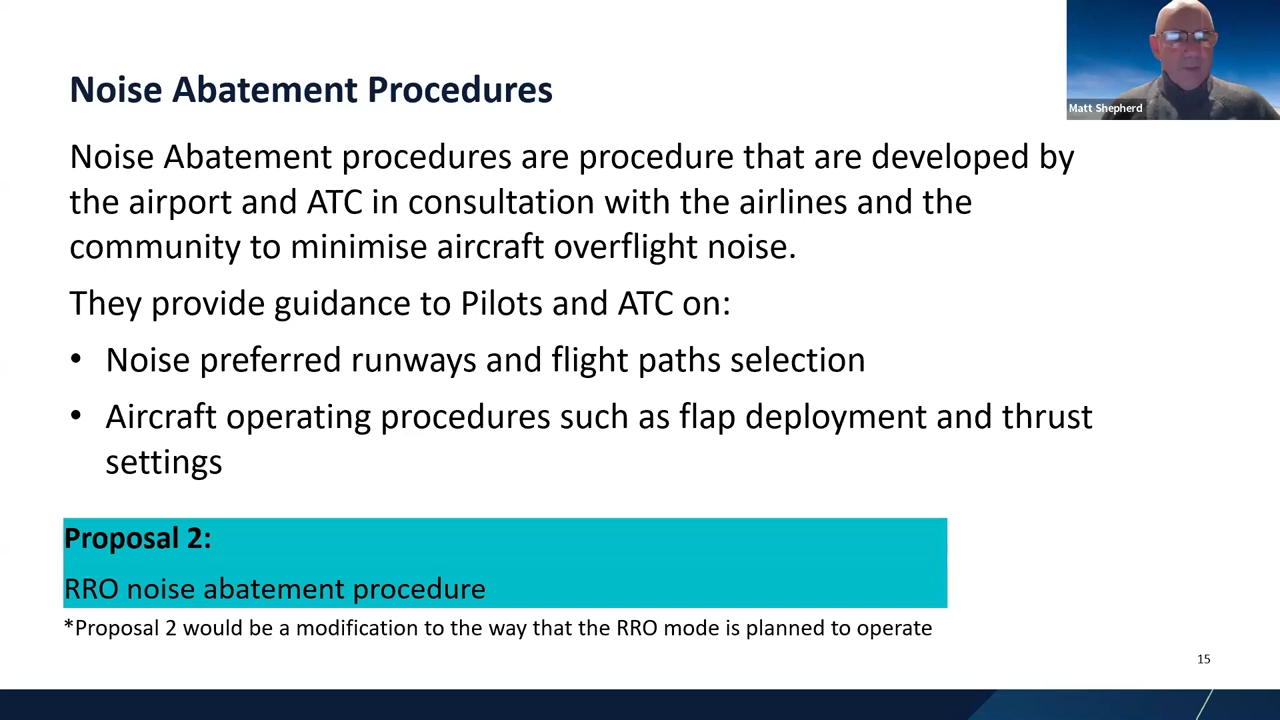 Noise Abatement Procedures
Matt Shepherd
Noise Abatement procedures are procedure that are developed by
the airport and ATC in consultation with the airlines and the
community to minimise aircraft overflight noise.
They provide guidance to Pilots and ATC on:
• Noise preferred runways and flight paths selection
• Aircraft operating procedures such as flap deployment and thrust
settings
Proposal 2:
RRO noise abatement procedure
*Proposal 2 would be a modification to the way that the RRO mode is planned to operate
15